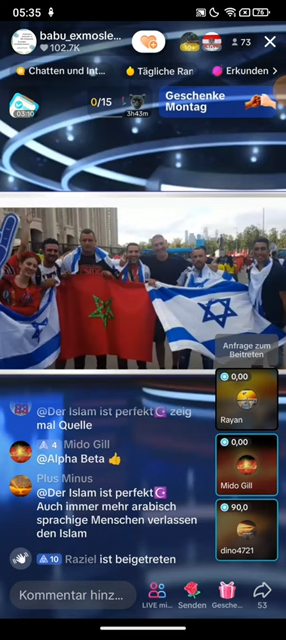 05:35
76
babu_exmosle...
102.7K
10+
10+
73
Chatten und Int...
Tägliche Ran
Erkunden >
03:10
0/15
3h43m
Geschenke
Montag
Anfrage zum
Beitreten
0,00
Rayan
0,00
Mido Gill
90,0
dino4721
@Der Islam ist perfekt☪️ zeig
mal Quelle
4 Mido Gill
@Alpha Beta 👍
Plus Minus
@Der Islam ist perfekt☪️
Auch immer mehr arabisch
sprachige Menschen verlassen
den Islam
10 Raziel ist beigetreten
Kommentar hinz...
LIVE mi...
Senden
Gesche...
53